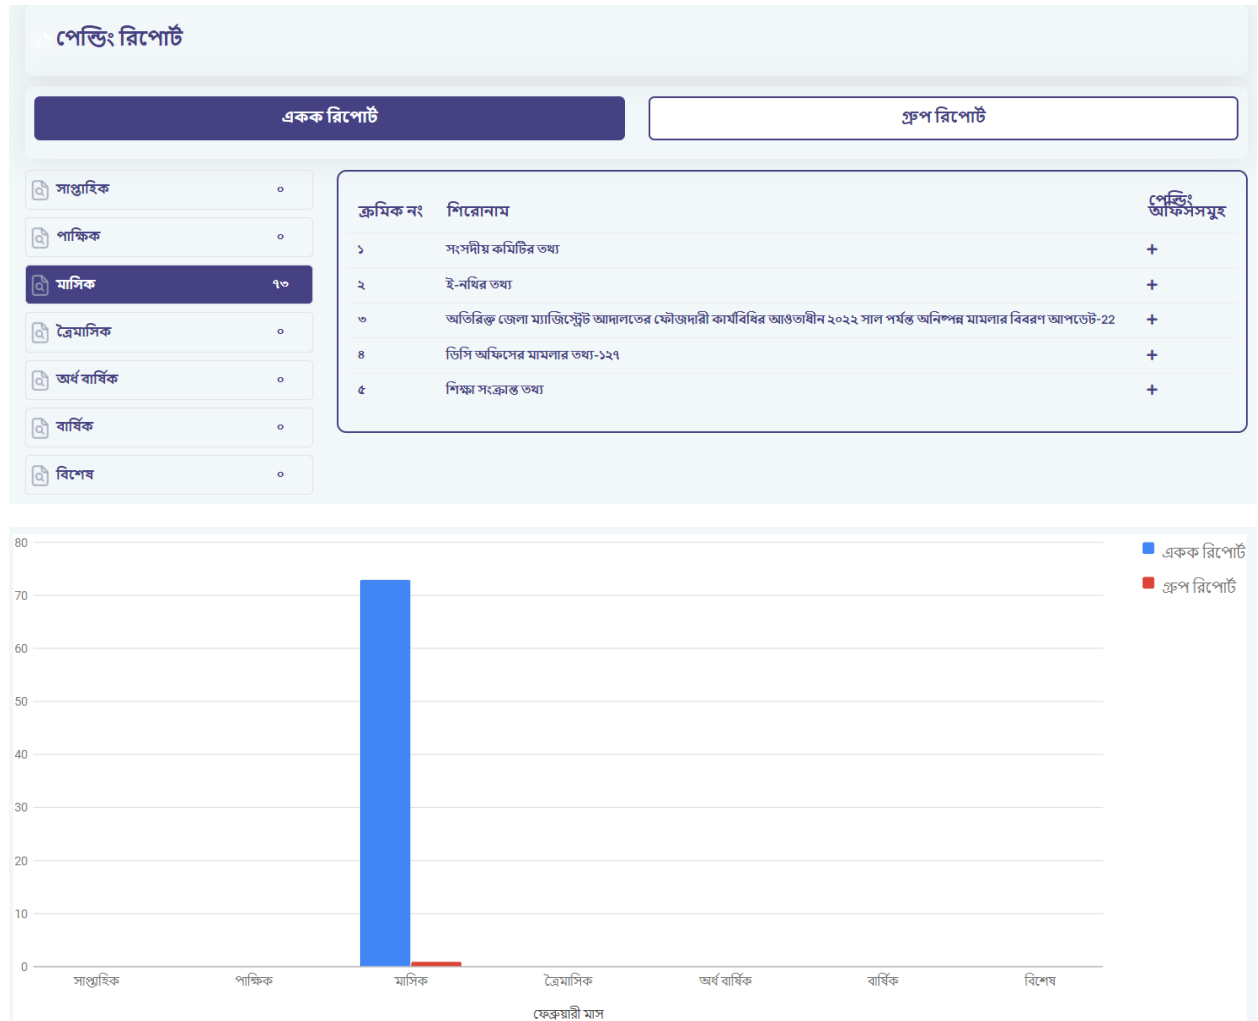 পেন্ডিং রিপোর্ট
একক রিপোর্ট
গ্রুপ রিপোর্ট
সাপ্তাহিক ০
পাক্ষিক ০
মাসিক ৭৩
ত্রৈমাসিক ০
অর্ধ বার্ষিক ০
বার্ষিক ০
বিশেষ ০
ক্রমিক নং শিরোনাম পেন্ডিং অফিসসমুহ
১ সংসদীয় কমিটির তথ্য +
২ ই-নথির তথ্য +
৩ অতিরিক্ত জেলা ম্যাজিস্ট্রেট আদালতের ফৌজদারী কার্যবিধির আওতাধীন ২০২২ সাল পর্যন্ত অনিষ্পন্ন মামলার বিবরণ আপডেট-22 +
৪ ডিসি অফিসের মামলার তথ্য-১২৭ +
৫ শিক্ষা সংক্রান্ত তথ্য +
80
70
60
50
40
30
20
10
0
একক রিপোর্ট
গ্রুপ রিপোর্ট
সাপ্তাহিক পাক্ষিক মাসিক ত্রৈমাসিক অর্ধ বার্ষিক বার্ষিক বিশেষ
ফেব্রুয়ারী মাস